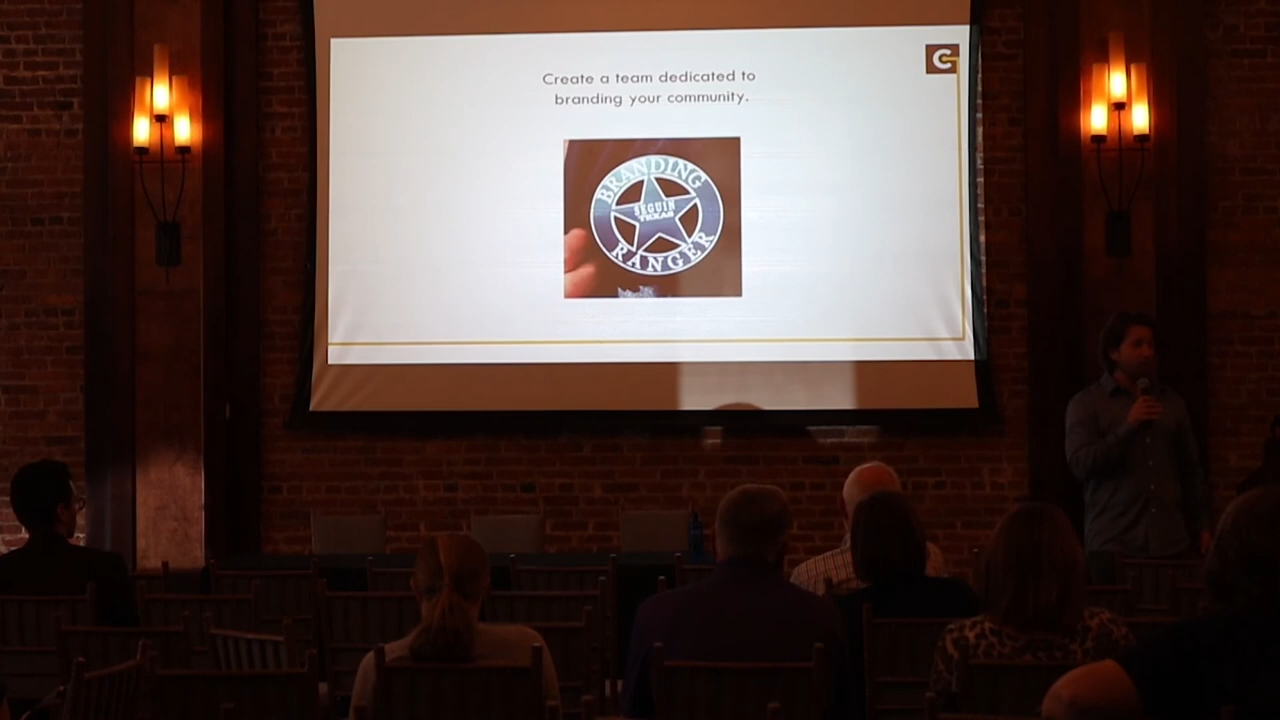 Create a team dedicated to
branding your community.
C
BRANDING
SEGUIN
TEXAS
RANGER